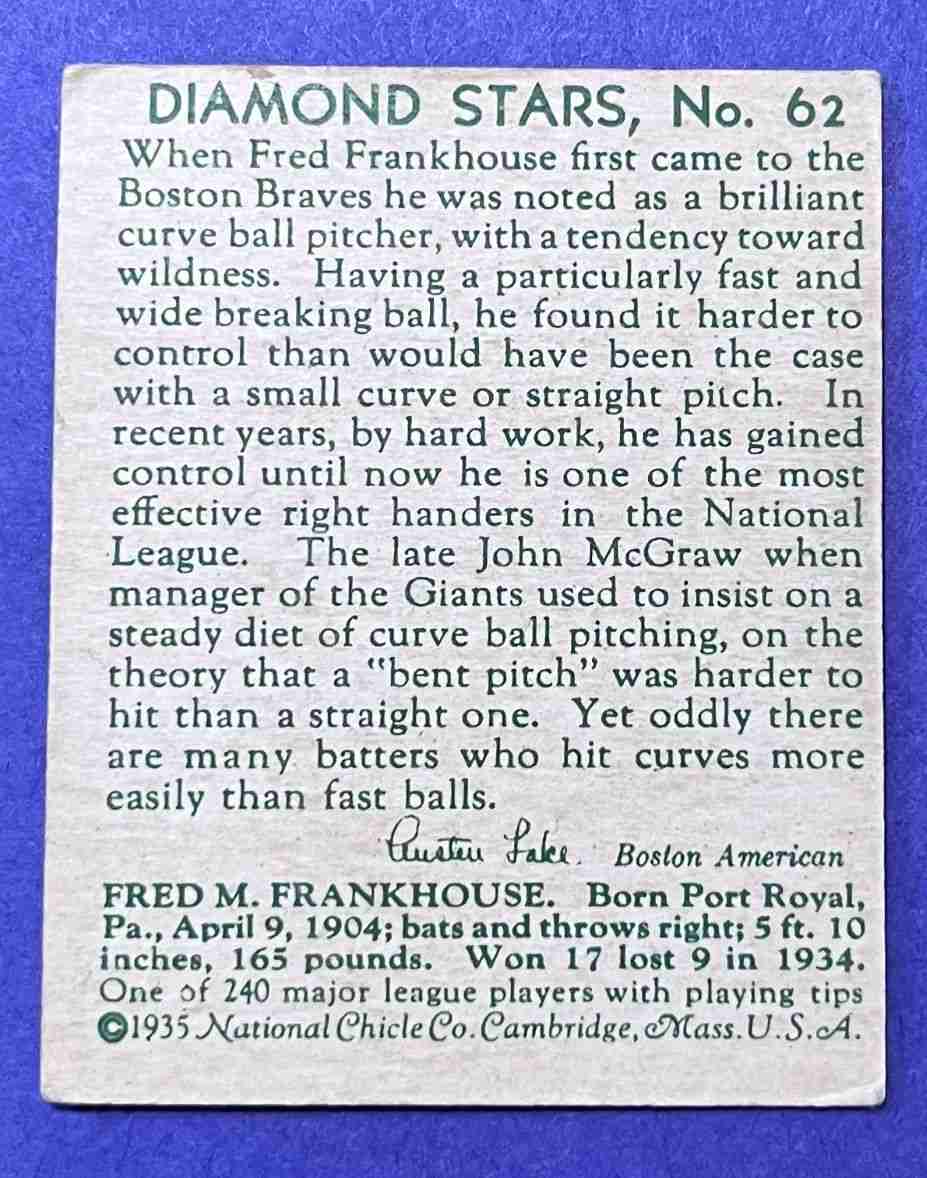 DIAMOND STARS, No. 62
When Fred Frankhouse first came to the
Boston Braves he was noted as a brilliant
curve ball pitcher, with a tendency toward
wildness. Having a particularly fast and
wide breaking ball, he found it harder to
control than would have been the case
with a small curve or straight pitch. In
recent years, by hard work, he has gained
control until now he is one of the most
effective right handers in the National
League. The late John McGraw when
manager of the Giants used to insist on a
steady diet of curve ball pitching, on the
theory that a "bent pitch" was harder to
hit than a straight one. Yet oddly there
are many batters who hit curves more
easily than fast balls.
Austen Lake. Boston American
FRED M. FRANKHOUSE. Born Port Royal,
Pa., April 9, 1904; bats and throws right; 5 ft. 10
inches, 165 pounds. Won 17 lost 9 in 1934.
One of 240 major league players with playing tips
©1935 National Chicle Co. Cambridge, Mass. U.S.A.